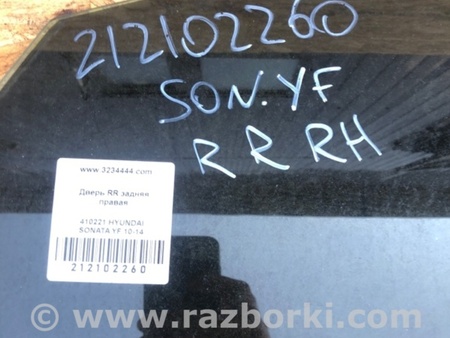 212102260
SON.YF
RR RH
www.3234444.com
Дверь RR задняя
правая
410221 HYUNDAI
SONATA YF 10-14
212102260
www.razborki.com